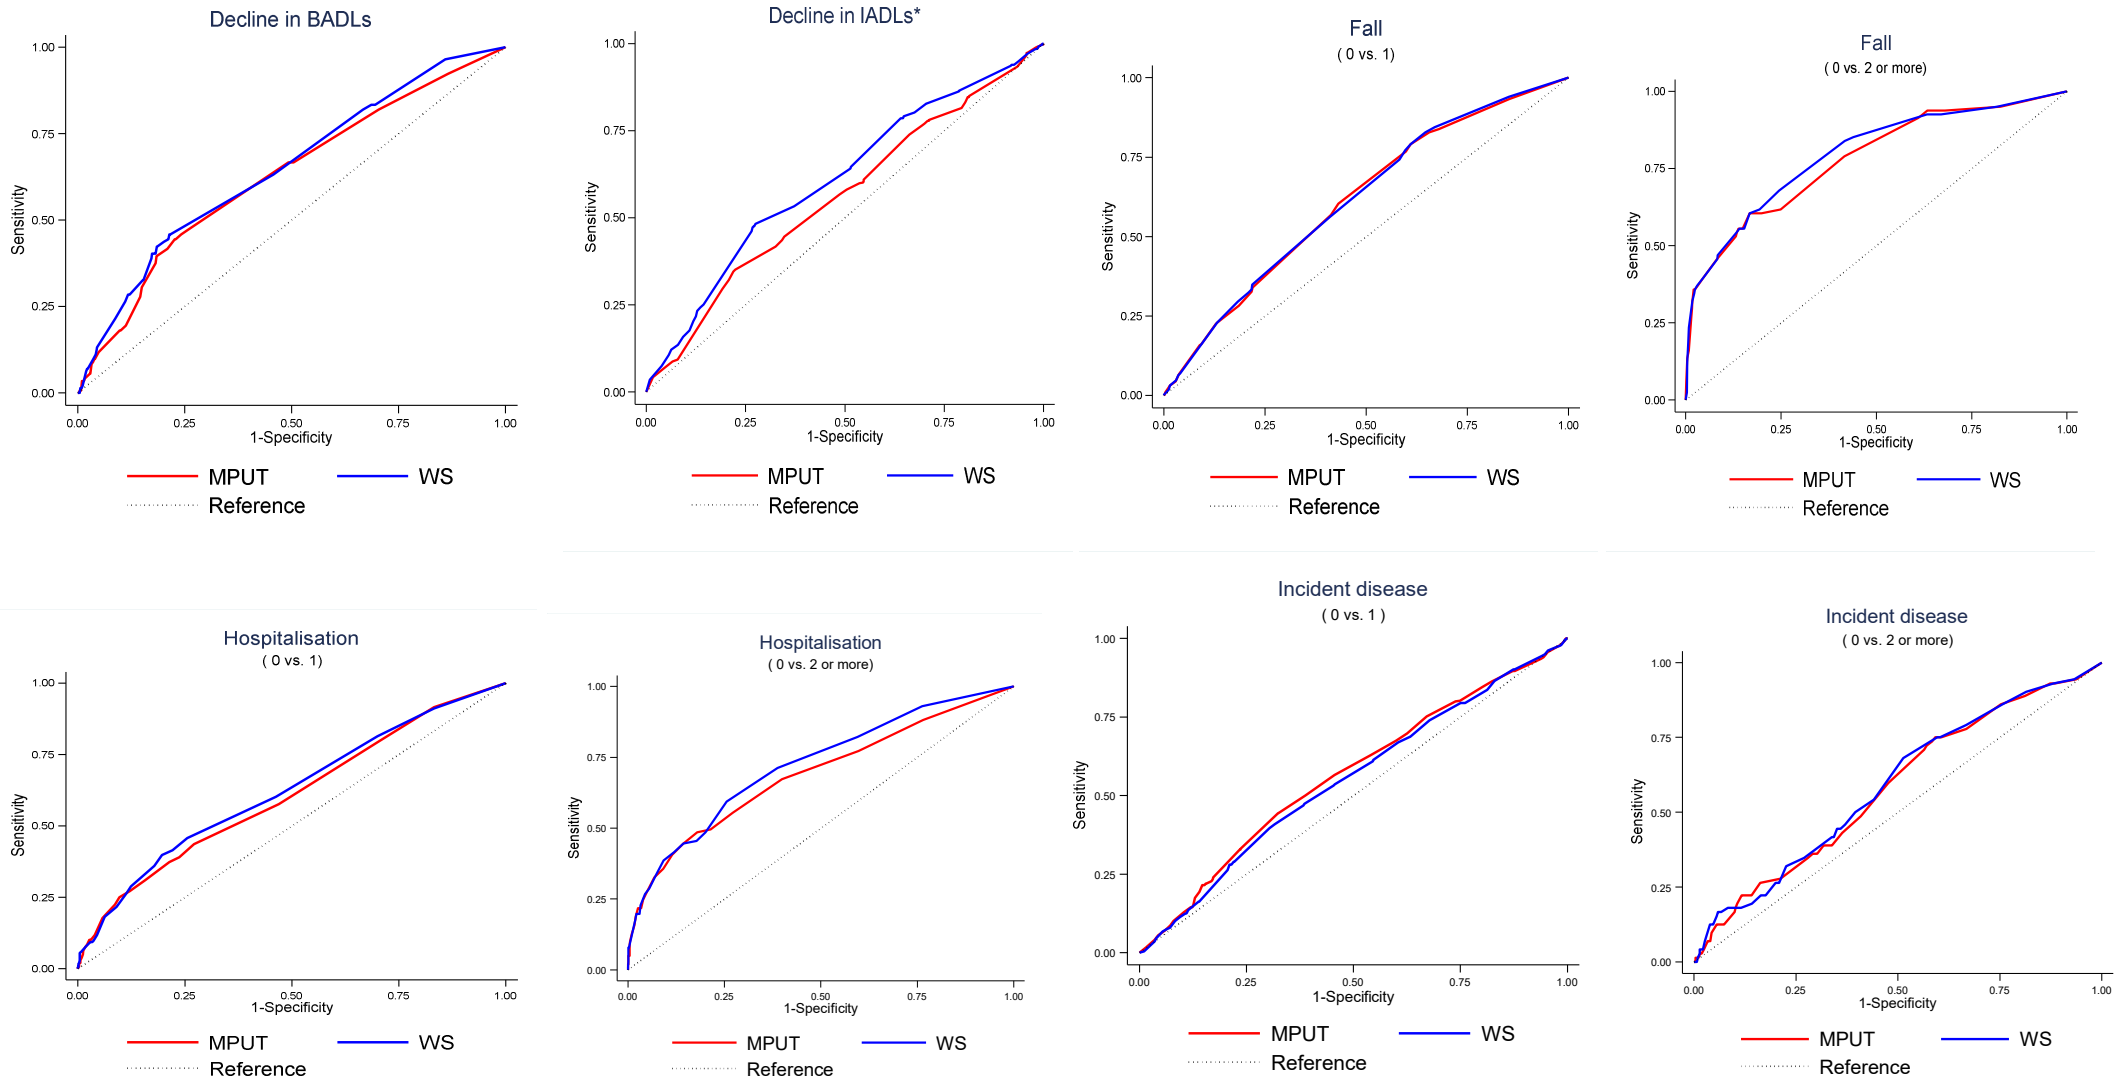 Decline in BADLs
1.00
0.75
0.50
0.25
0.00
Sensitivity
0.00 0.25 0.50 0.75 1.00
1-Specificity
MPUT WS
Reference
Decline in IADLs*
1.00
0.75
0.50
0.25
0.00
Sensitivity
0.00 0.25 0.50 0.75 1.00
1-Specificity
MPUT WS
Reference
Fall
( 0 vs. 1)
1.00
0.75
0.50
0.25
0.00
Sensitivity
0.00 0.25 0.50 0.75 1.00
1-Specificity
MPUT WS
Reference
Fall
( 0 vs. 2 or more)
1.00
0.75
0.50
0.25
0.00
Sensitivity
0.00 0.25 0.50 0.75 1.00
1-Specificity
MPUT WS
Reference
Hospitalisation
( 0 vs. 1)
1.00
0.75
0.50
0.25
0.00
Sensitivity
0.00 0.25 0.50 0.75 1.00
1-Specificity
MPUT WS
Reference
Hospitalisation
( 0 vs. 2 or more)
1.00
0.75
0.50
0.25
0.00
Sensitivity
0.00 0.25 0.50 0.75 1.00
1-Specificity
MPUT WS
Reference
Incident disease
( 0 vs. 1 )
1.00
0.75
0.50
0.25
0.00
Sensitivity
0.00 0.25 0.50 0.75 1.00
1-Specificity
MPUT WS
Reference
Incident disease
( 0 vs. 2 or more)
1.00
0.75
0.50
0.25
0.00
Sensitivity
0.00 0.25 0.50 0.75 1.00
1-Specificity
MPUT WS
Reference